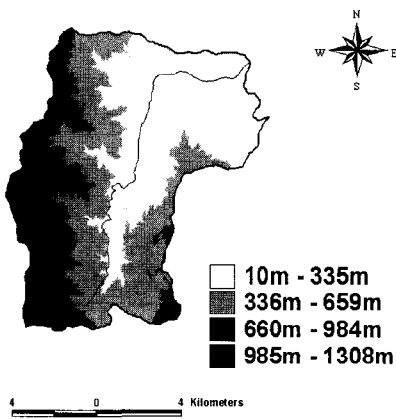 N
W E
S
10m - 335m
336m - 659m
660m - 984m
985m - 1308m
4 0 4 Kilometers